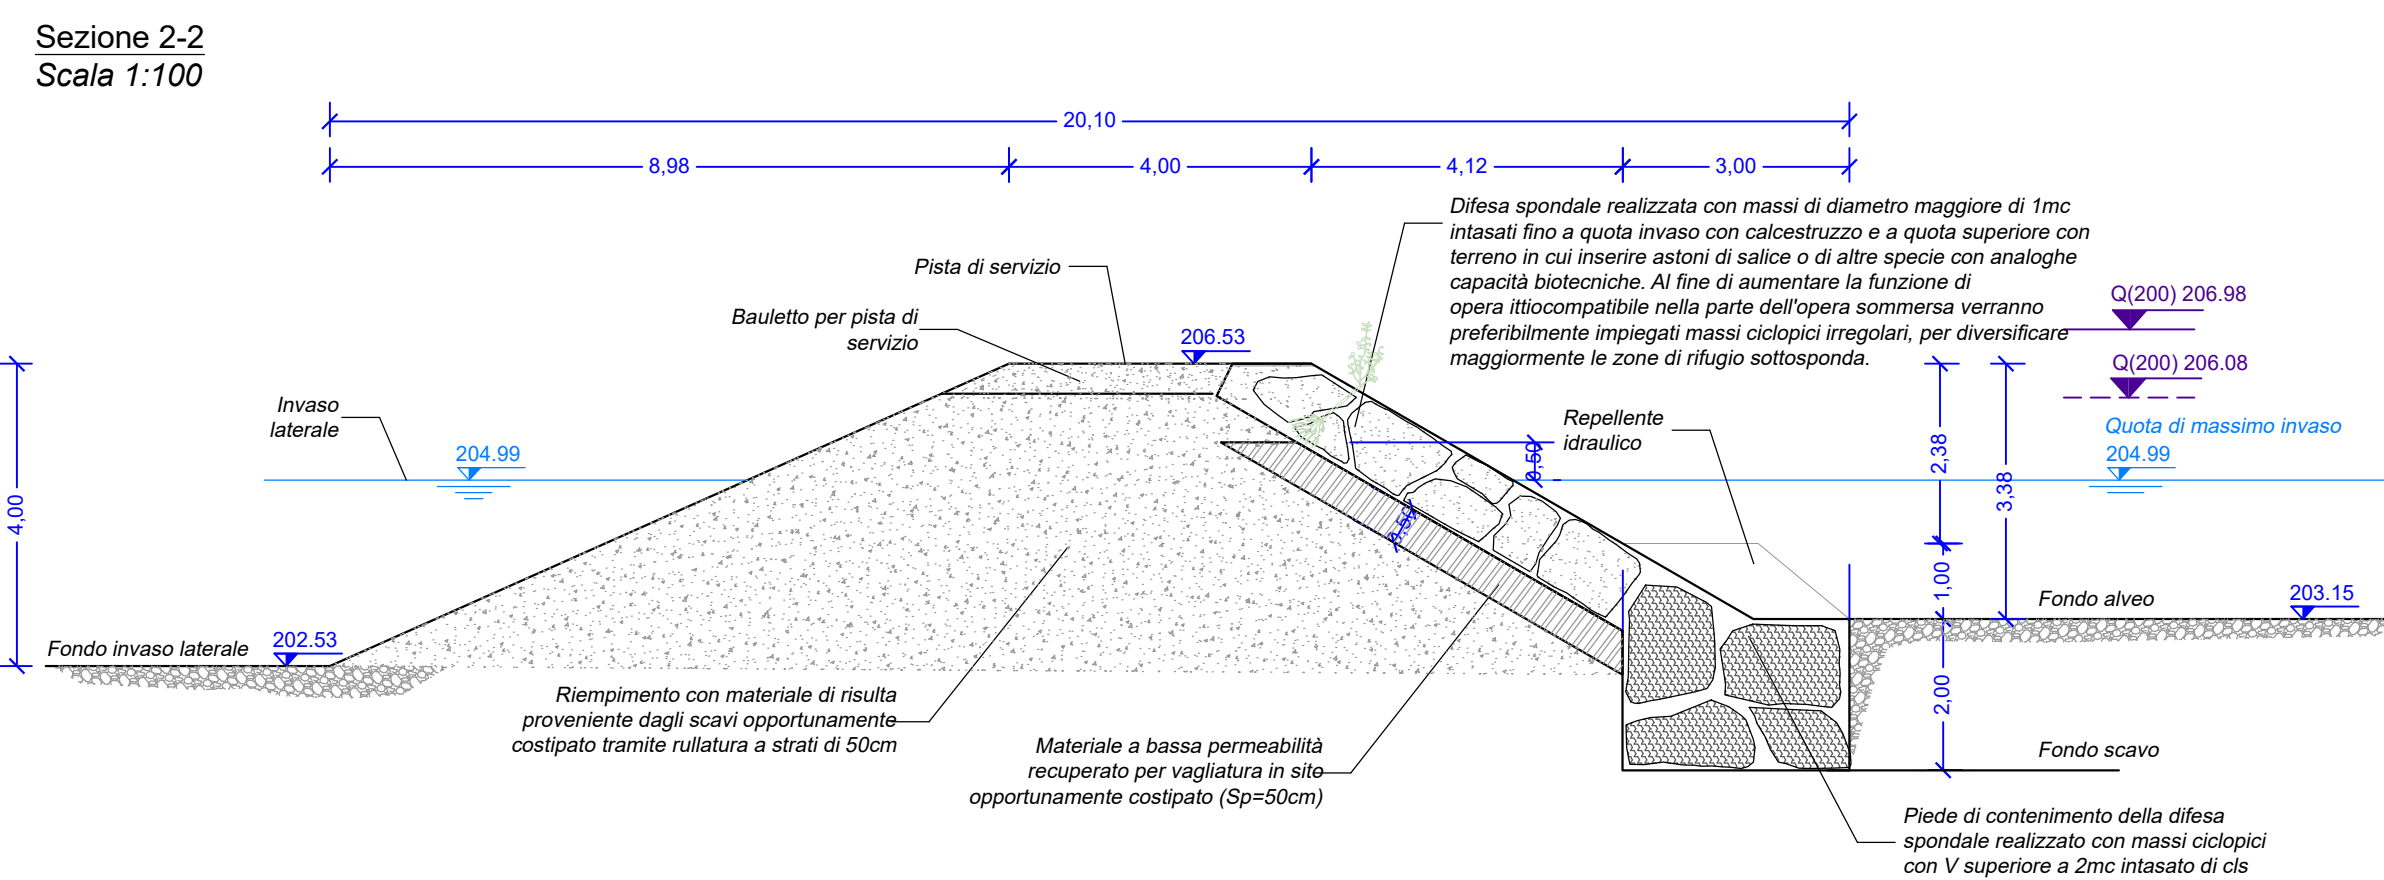 Sezione 2-2
Scala 1:100
20,10
8,98
4,00
4,12
3,00
Difesa spondale realizzata con massi di diametro maggiore di 1mc
intasati fino a quota invaso con calcestruzzo e a quota superiore con
terreno in cui inserire astoni di salice o di altre specie con analoghe
capacità biotecniche. Al fine di aumentare la funzione di
opera ittiocompatibile nella parte dell'opera sommersa verranno
preferibilmente impiegati massi ciclopici irregolari, per diversificare
maggiormente le zone di rifugio sottosponda.
Pista di servizio
Bauletto per pista di
servizio
206.53
Q(200) 206.98
Q(200) 206.08
Quota di massimo invaso
204.99
Invaso
laterale
204.99
Repellente
idraulico
0,50
0,50
2,38
3,38
4,00
1,00
2,00
Fondo alveo
203.15
Fondo invaso laterale
202.53
Riempimento con materiale di risulta
proveniente dagli scavi opportunamente
costipato tramite rullatura a strati di 50cm
Materiale a bassa permeabilità
recuperato per vagliatura in sito
opportunamente costipato (Sp=50cm)
Fondo scavo
Piede di contenimento della difesa
spondale realizzato con massi ciclopici
con V superiore a 2mc intasato di cls